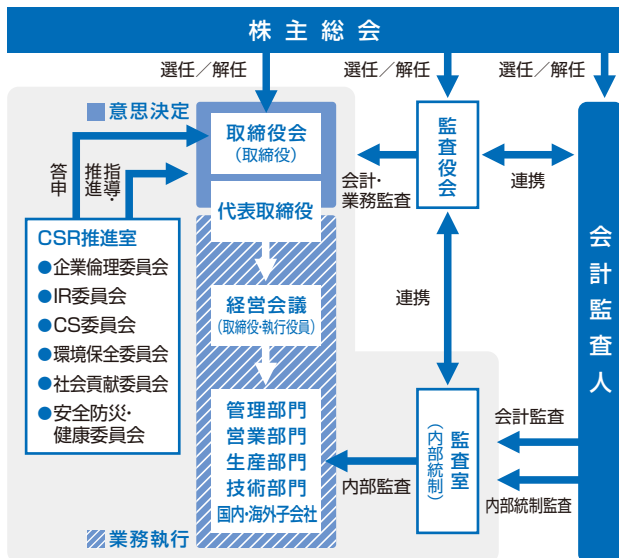 株主総会
選任／解任
選任／解任
選任／解任
意思決定
取締役会
（取締役）
代表取締役
監査役会
会計・
業務監査
連携
会計監査人
答申
指導・
推進
CSR推進室
●企業倫理委員会
●IR委員会
●CS委員会
●環境保全委員会
●社会貢献委員会
●安全防災・
健康委員会
経営会議
（取締役・執行役員）
連携
管理部門
営業部門
生産部門
技術部門
国内・海外子会社
内部監査
監査室
（内部統制）
会計監査
内部統制監査
業務執行